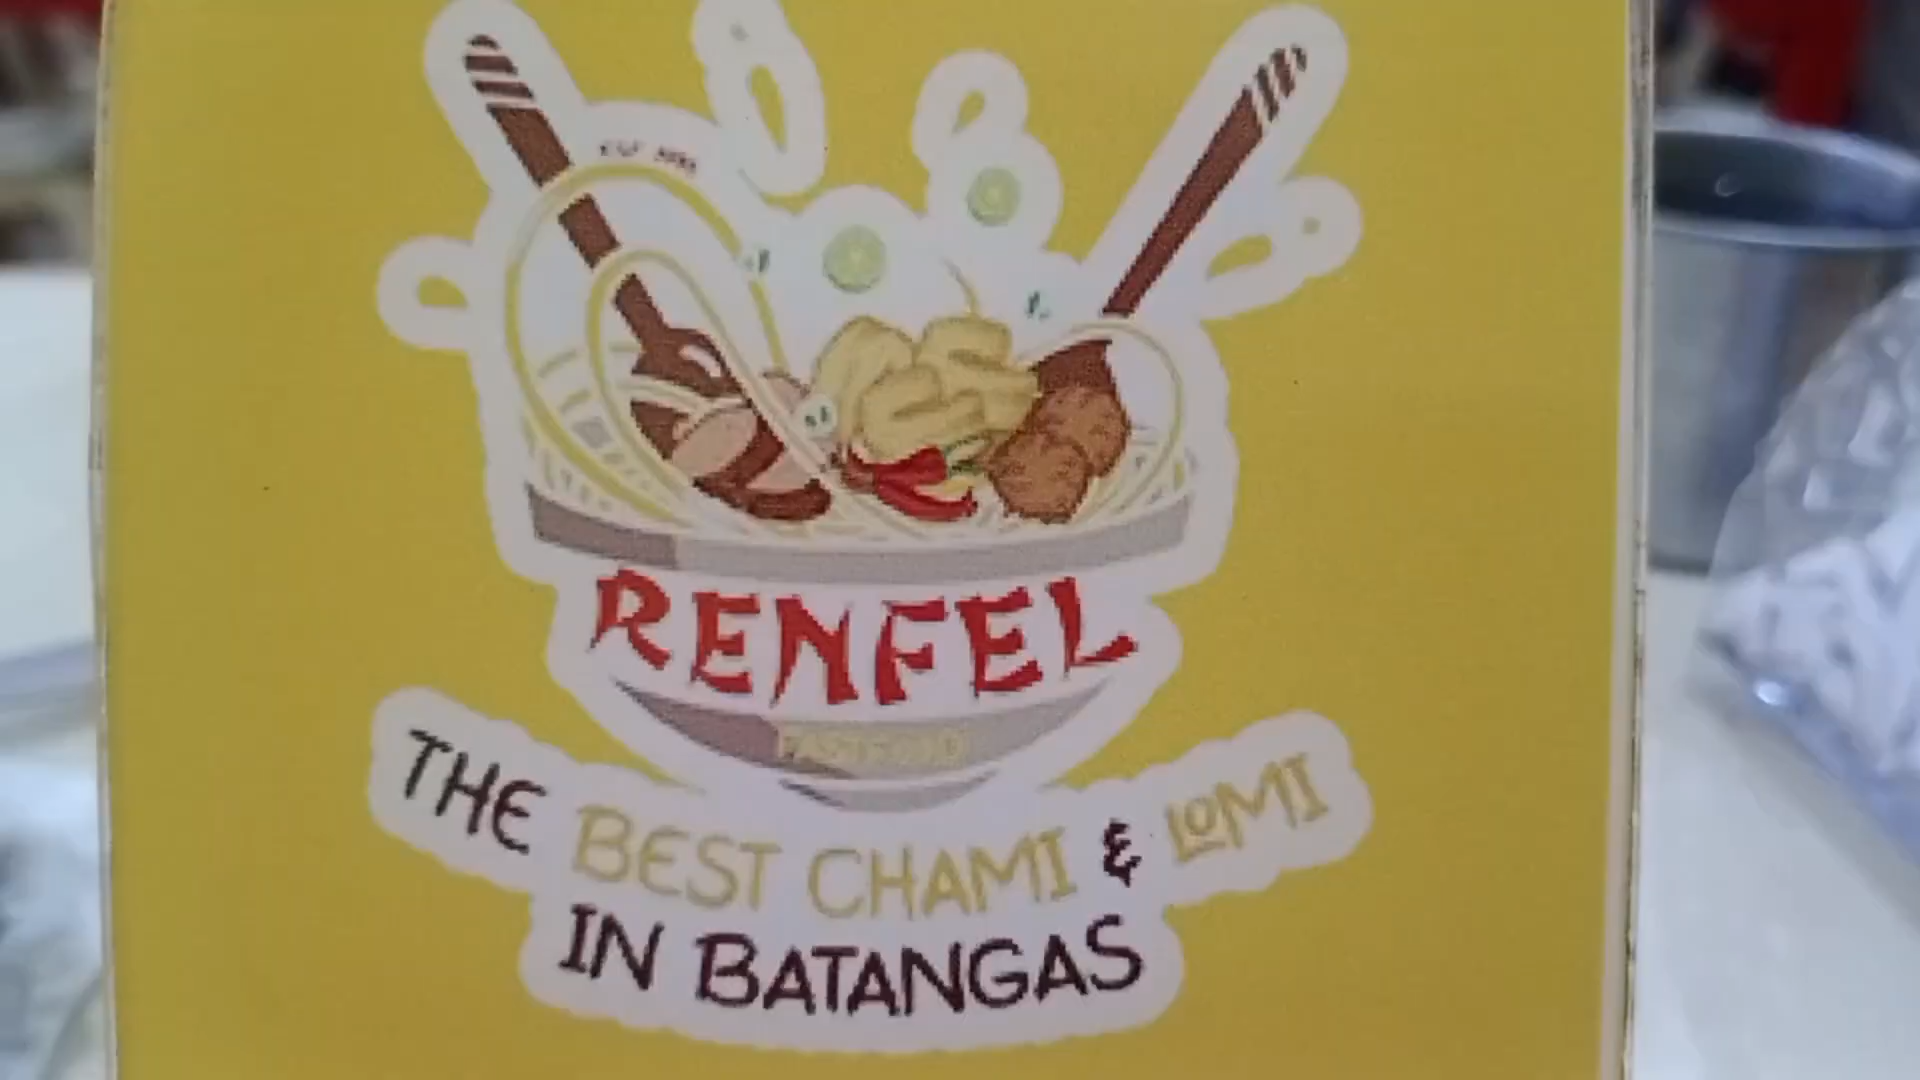 RENFEL
FASTFOOD
THE BEST CHAMI & LOMI
IN BATANGAS